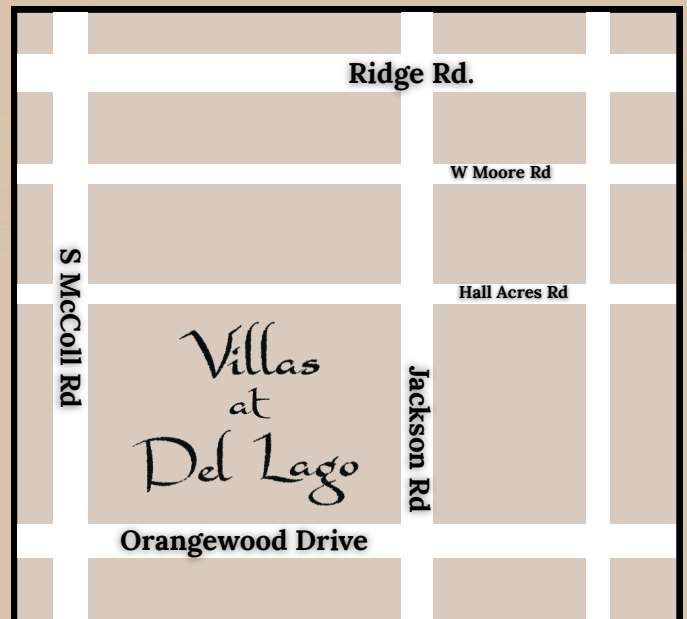 Ridge Rd.
W Moore Rd
S McColl Rd
Hall Acres Rd
Villas
at
Del Lago
Jackson Rd
Orangewood Drive